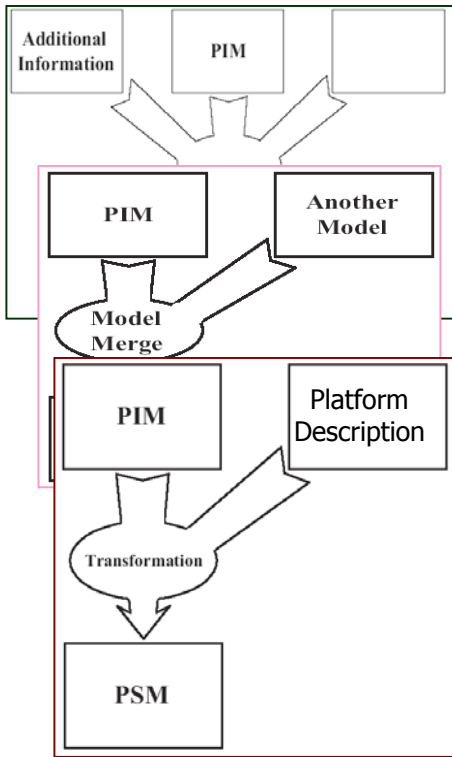 Additional
Information
PIM
PIM
Another
Model
Model
Merge
PIM
Platform
Description
Transformation
PSM